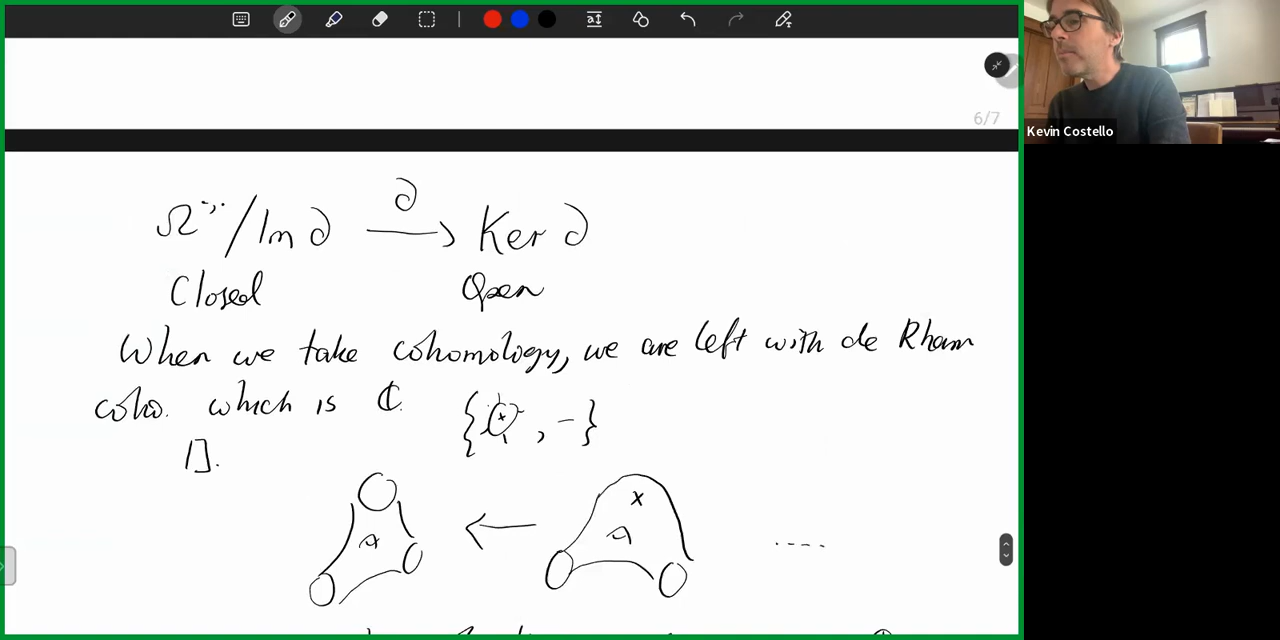 6/7
Kevin Costello
Ω^{•,•}/Im ∂ —∂→ Ker ∂
Closed Open
When we take cohomology, we are left with de Rham
coho. which is ℂ.
{ , - }
□.
x
....